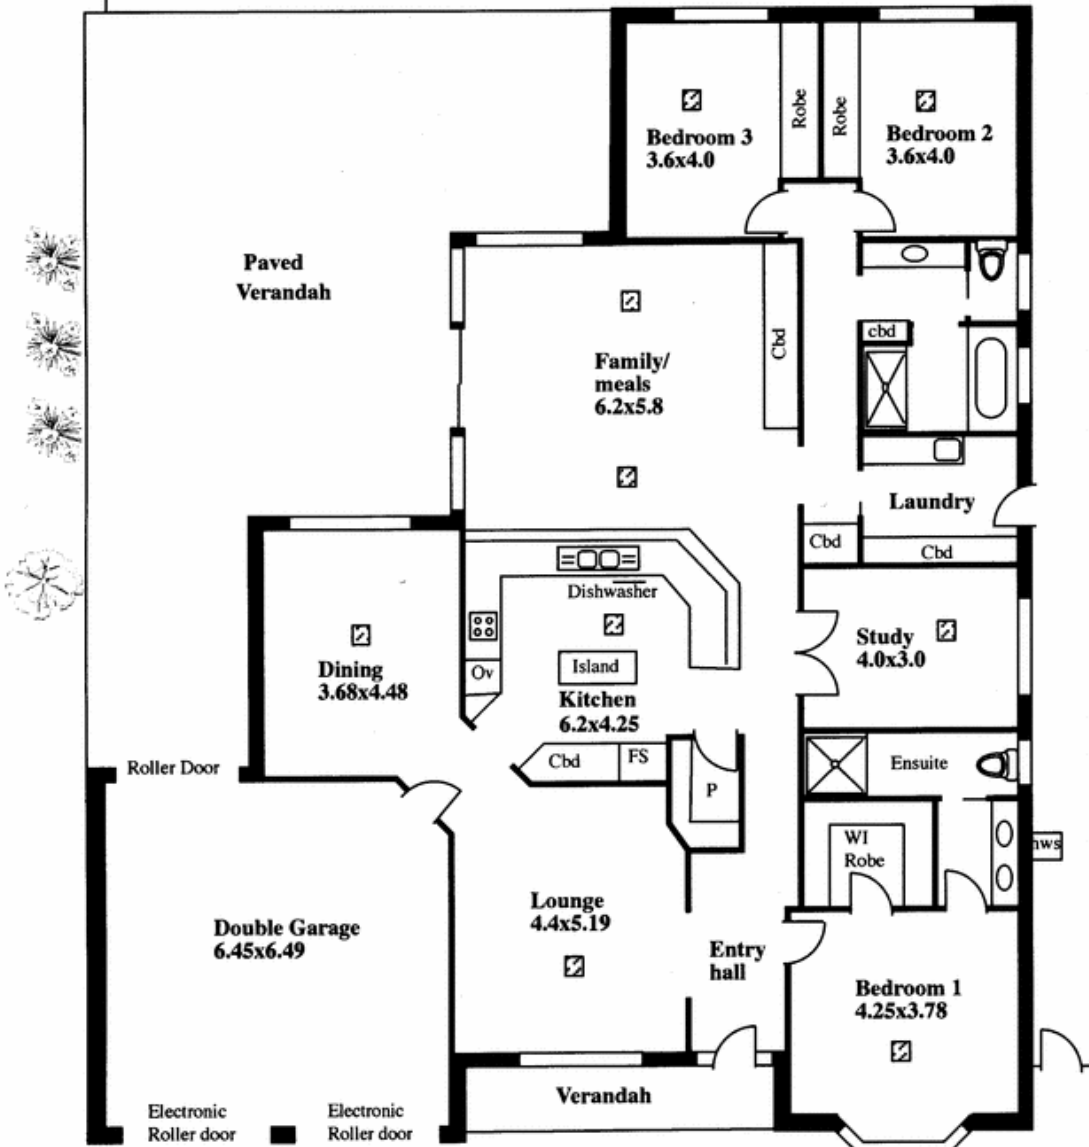 Robe
Robe
Bedroom 3
3.6x4.0
Bedroom 2
3.6x4.0
Paved
Verandah
Cbd
cbd
Family/
meals
6.2x5.8
Laundry
Cbd
Cbd
Dishwasher
Study
4.0x3.0
Dining
3.68x4.48
Ov
Island
Kitchen
6.2x4.25
Roller Door
Cbd
FS
Ensuite
P
WI
Robe
hws
Lounge
4.4x5.19
Double Garage
6.45x6.49
Entry
hall
Bedroom 1
4.25x3.78
Verandah
Electronic
Roller door
Electronic
Roller door